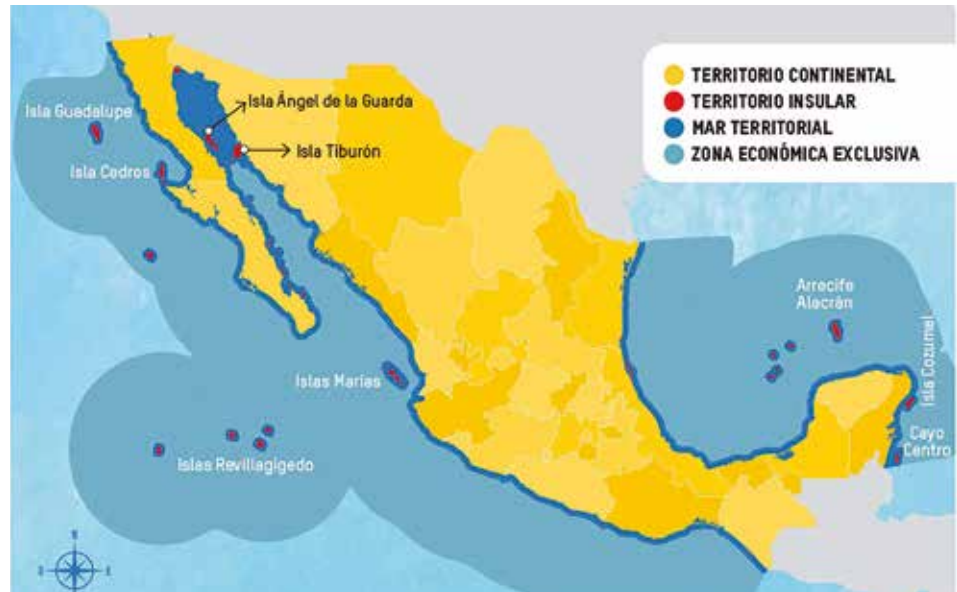 TERRITORIO CONTINENTAL
TERRITORIO INSULAR
MAR TERRITORIAL
ZONA ECONÓMICA EXCLUSIVA
Isla Ángel de la Guarda
Isla Guadalupe
Isla Tiburón
Isla Cedros
Arrecife
Alacrán
Isla Cozumel
Islas Marías
Cayo
Centro
Islas Revillagigedo